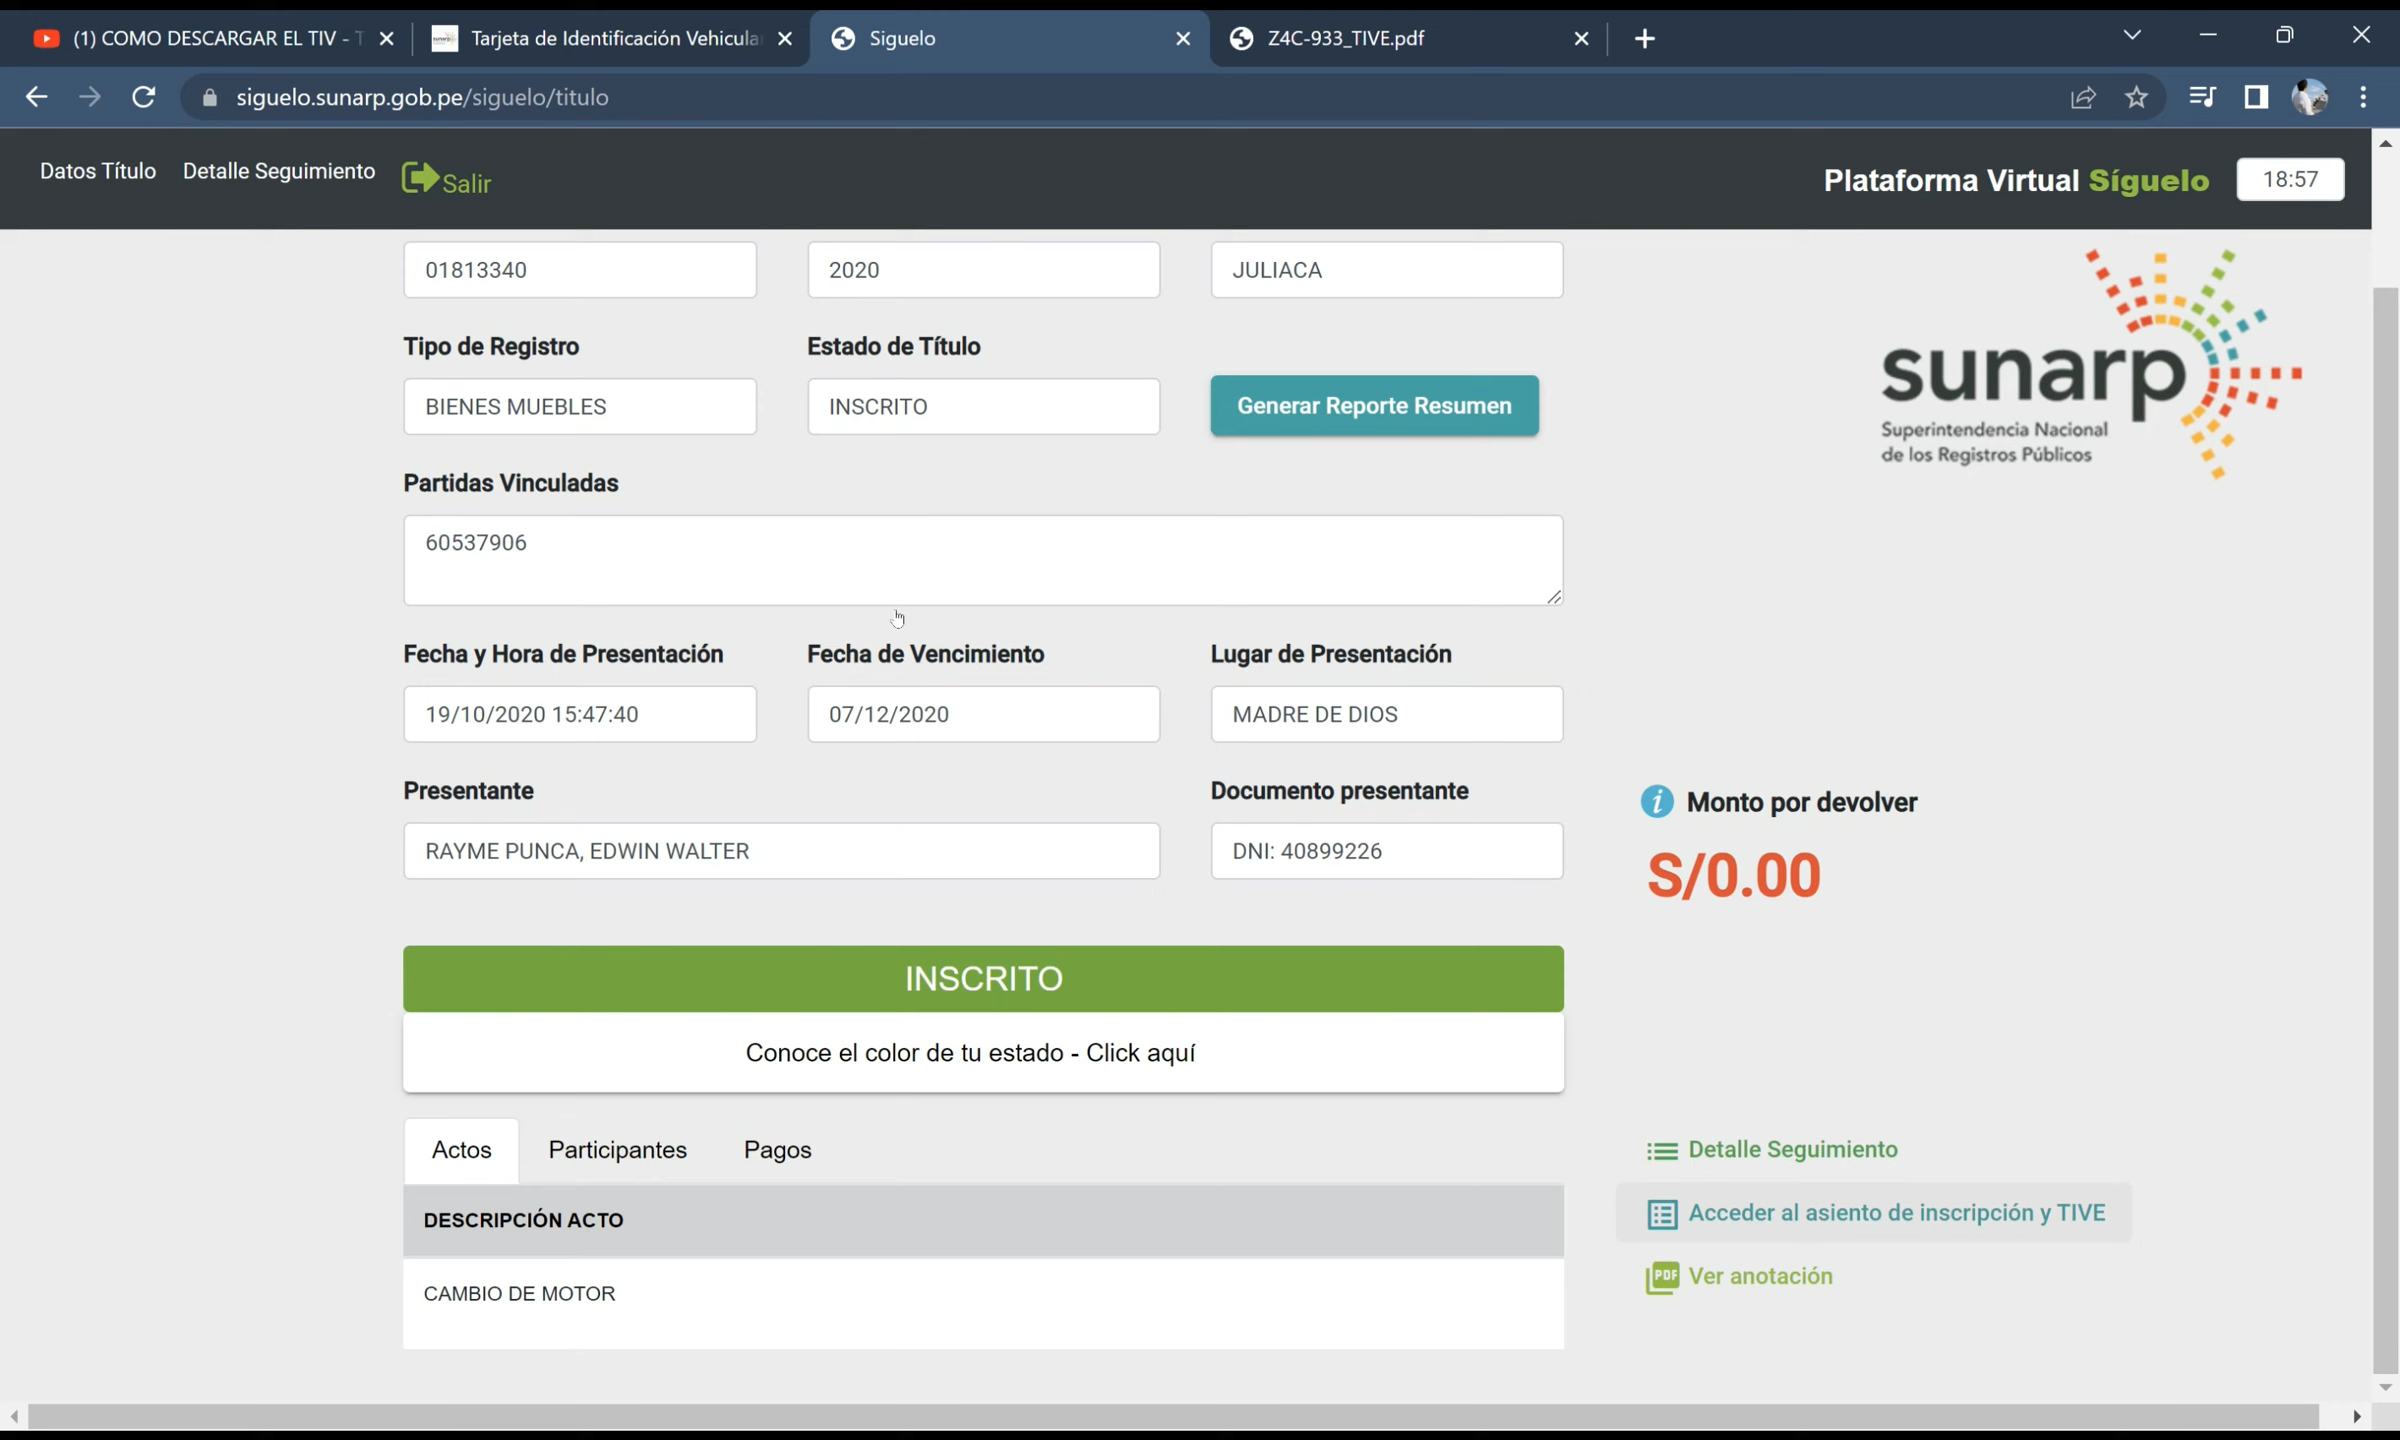 (1) COMO DESCARGAR EL TIV - T
Tarjeta de Identificación Vehicula
Siguelo
Z4C-933_TIVE.pdf
siguelo.sunarp.gob.pe/siguelo/titulo
Datos Título
Detalle Seguimiento
Salir
Plataforma Virtual Síguelo
18:57
01813340
2020
JULIACA
sunarp
Superintendencia Nacional
de los Registros Públicos
Tipo de Registro
Estado de Título
BIENES MUEBLES
INSCRITO
Generar Reporte Resumen
Partidas Vinculadas
60537906
Fecha y Hora de Presentación
Fecha de Vencimiento
Lugar de Presentación
19/10/2020 15:47:40
07/12/2020
MADRE DE DIOS
Presentante
Documento presentante
RAYME PUNCA, EDWIN WALTER
DNI: 40899226
Monto por devolver
S/0.00
INSCRITO
Conoce el color de tu estado - Click aquí
Actos
Participantes
Pagos
DESCRIPCIÓN ACTO
CAMBIO DE MOTOR
Detalle Seguimiento
Acceder al asiento de inscripción y TIVE
PDF
Ver anotación